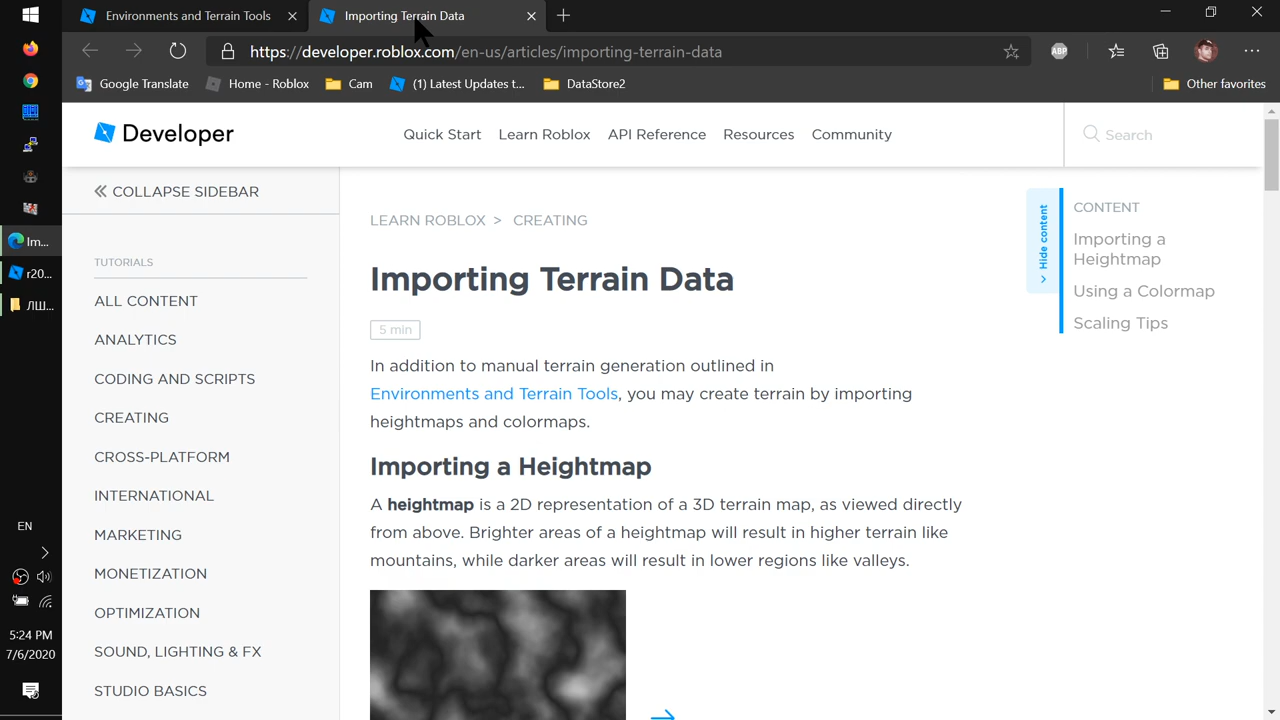 Environments and Terrain Tools
Importing Terrain Data
https://developer.roblox.com/en-us/articles/importing-terrain-data
ABP
Google Translate
Home - Roblox
Cam
(1) Latest Updates t...
DataStore2
Other favorites
Developer
Quick Start
Learn Roblox
API Reference
Resources
Community
Search
COLLAPSE SIDEBAR
TUTORIALS
ALL CONTENT
ANALYTICS
CODING AND SCRIPTS
CREATING
CROSS-PLATFORM
INTERNATIONAL
MARKETING
MONETIZATION
OPTIMIZATION
SOUND, LIGHTING & FX
STUDIO BASICS
LEARN ROBLOX > CREATING
Importing Terrain Data
5 min
In addition to manual terrain generation outlined in
Environments and Terrain Tools, you may create terrain by importing
heightmaps and colormaps.
Importing a Heightmap
A heightmap is a 2D representation of a 3D terrain map, as viewed directly
from above. Brighter areas of a heightmap will result in higher terrain like
mountains, while darker areas will result in lower regions like valleys.
Hide content
CONTENT
Importing a
Heightmap
Using a Colormap
Scaling Tips
Im...
r20...
ЛШ...
EN
5:24 PM
7/6/2020